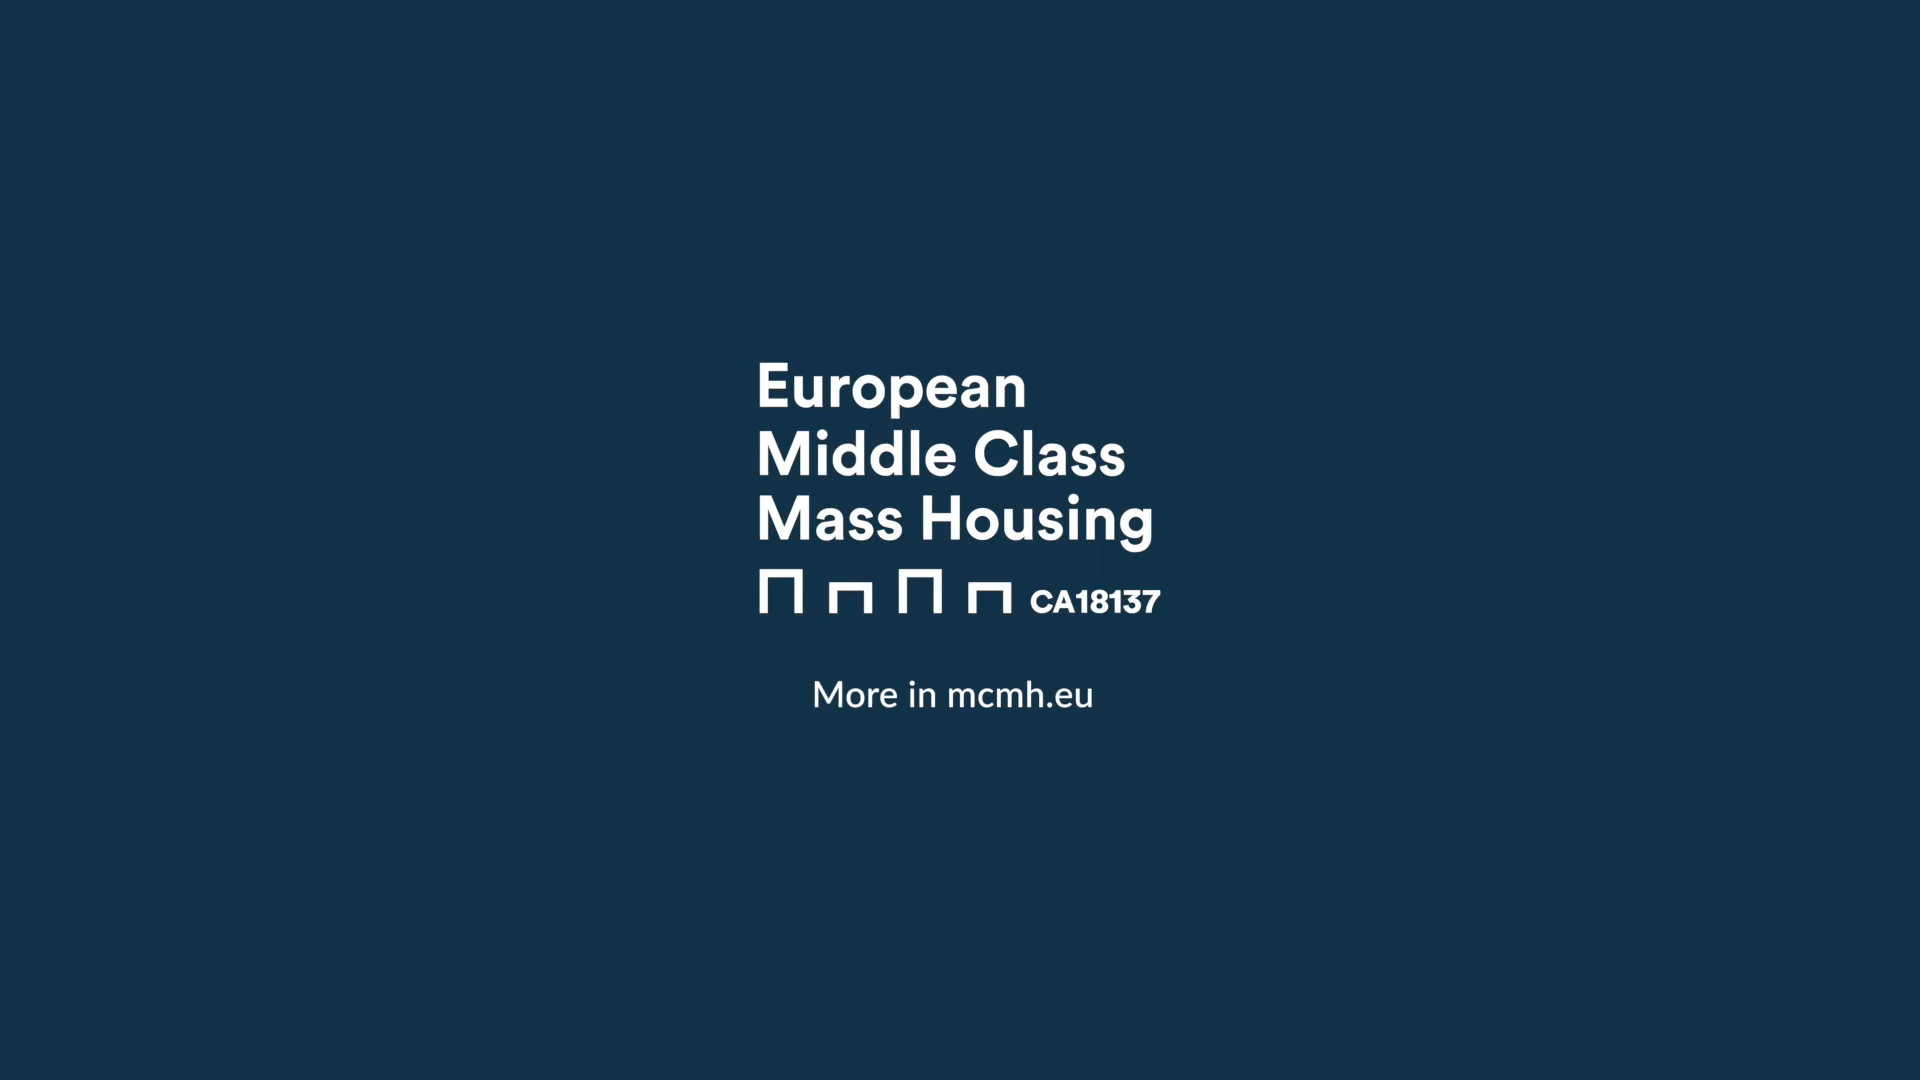 European
Middle Class
Mass Housing
CA18137
More in mcmh.eu